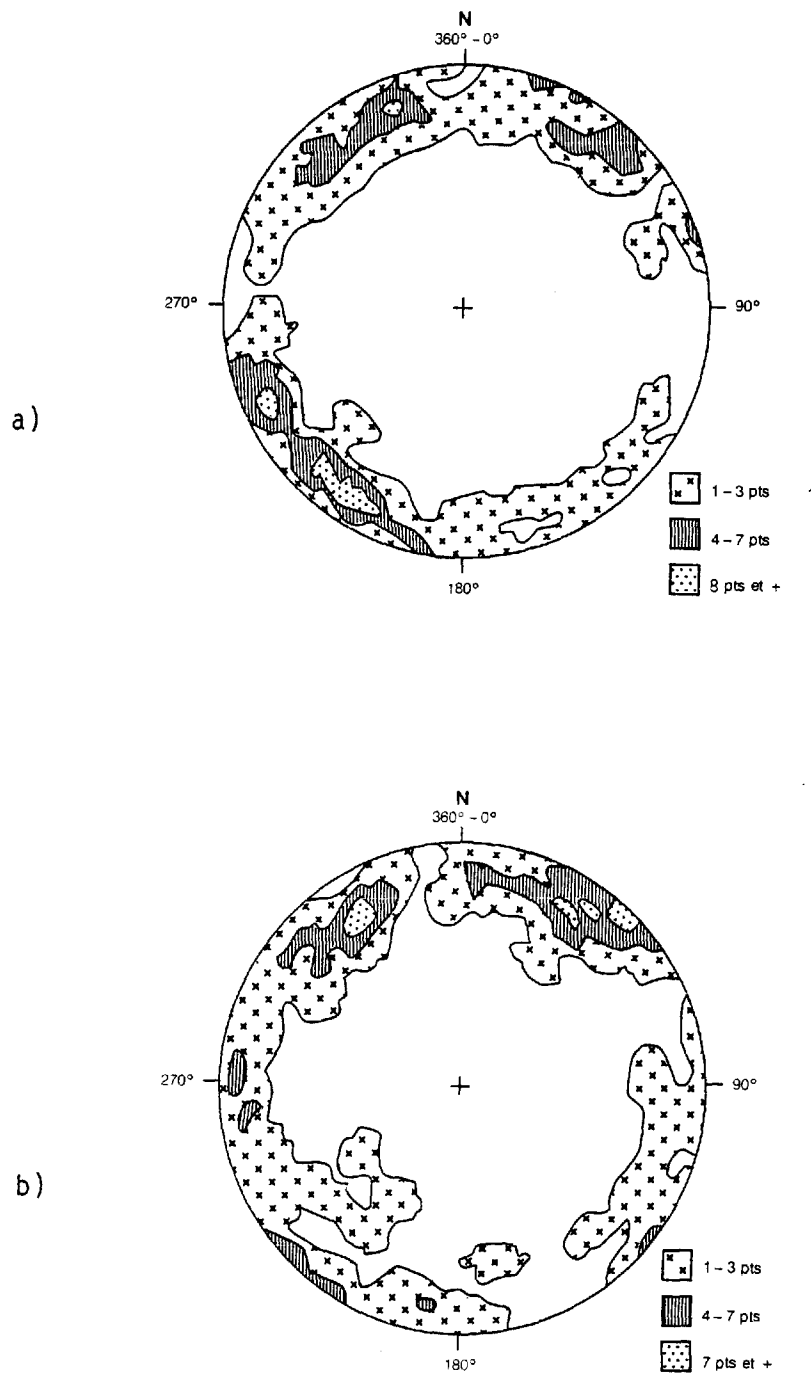 N
360° - 0°
270°
90°
a)
1 - 3 pts
4 - 7 pts
8 pts et +
180°
N
360° - 0°
270°
90°
b)
1 - 3 pts
4 - 7 pts
7 pts et +
180°